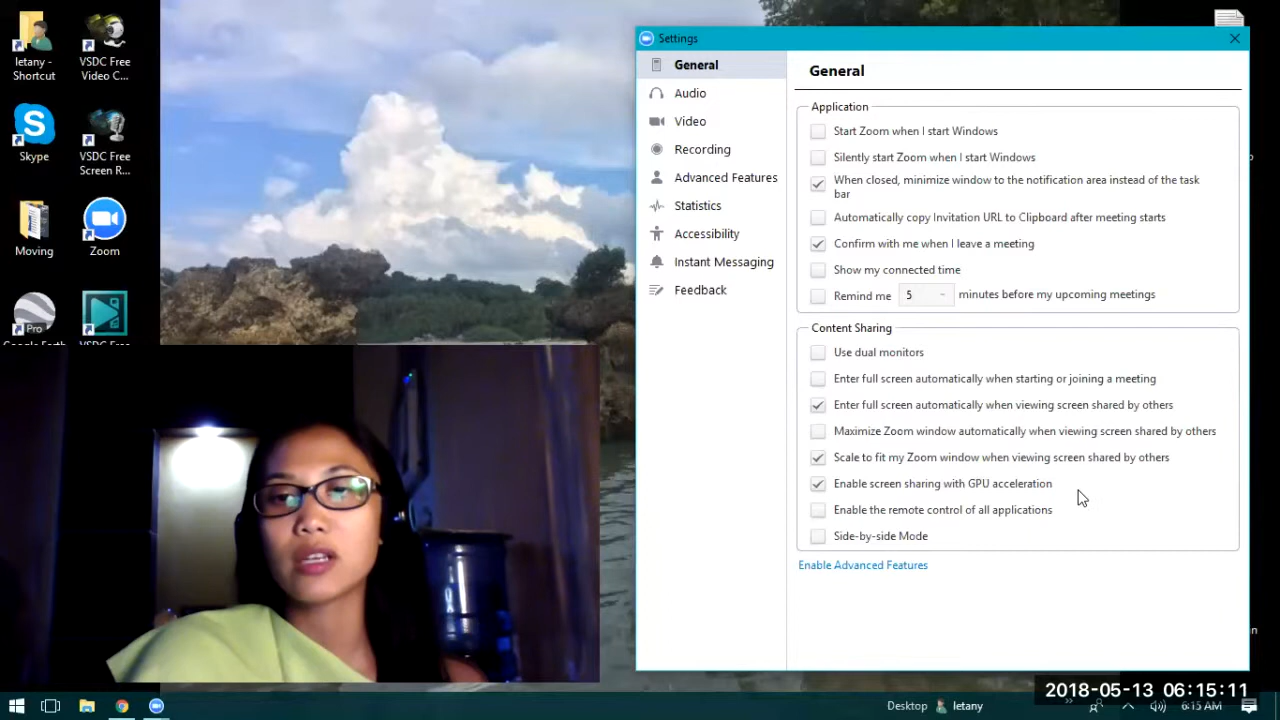 letany -
Shortcut
VSDC Free
Video C...
Skype
VSDC Free
Screen R...
Moving
Zoom
Pro
VSDC Free
Settings
General
Audio
Video
Recording
Advanced Features
Statistics
Accessibility
Instant Messaging
Feedback
General
Application
Start Zoom when I start Windows
Silently start Zoom when I start Windows
When closed, minimize window to the notification area instead of the task
bar
Automatically copy Invitation URL to Clipboard after meeting starts
Confirm with me when I leave a meeting
Show my connected time
Remind me 5 minutes before my upcoming meetings
Content Sharing
Use dual monitors
Enter full screen automatically when starting or joining a meeting
Enter full screen automatically when viewing screen shared by others
Maximize Zoom window automatically when viewing screen shared by others
Scale to fit my Zoom window when viewing screen shared by others
Enable screen sharing with GPU acceleration
Enable the remote control of all applications
Side-by-side Mode
Enable Advanced Features
2018-05-13 06:15:11
Desktop
letany
6:15 AM